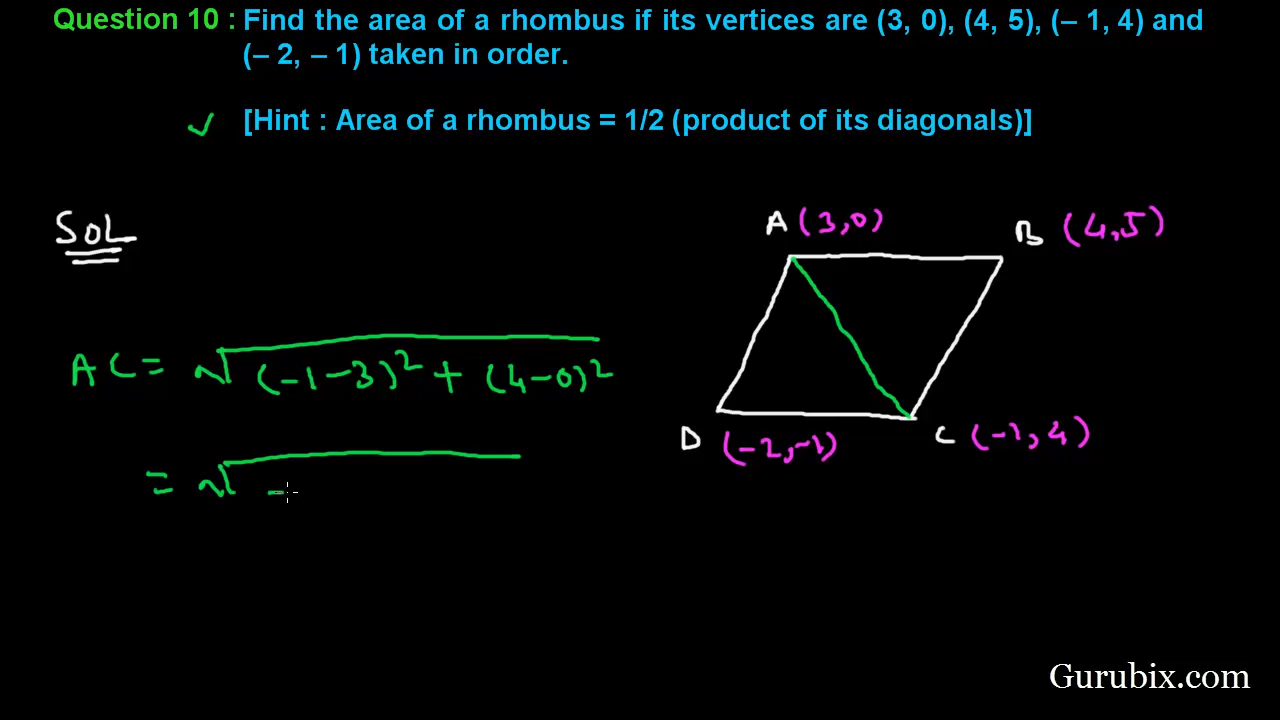 Question 10 : Find the area of a rhombus if its vertices are (3, 0), (4, 5), (– 1, 4) and
(– 2, – 1) taken in order.
[Hint : Area of a rhombus = 1/2 (product of its diagonals)]
SOL
A (3,0)
B (4,5)
AC = √(-1-3)² + (4-0)²
D (-2,-1)
C (-1,4)
= √ -
Gurubix.com